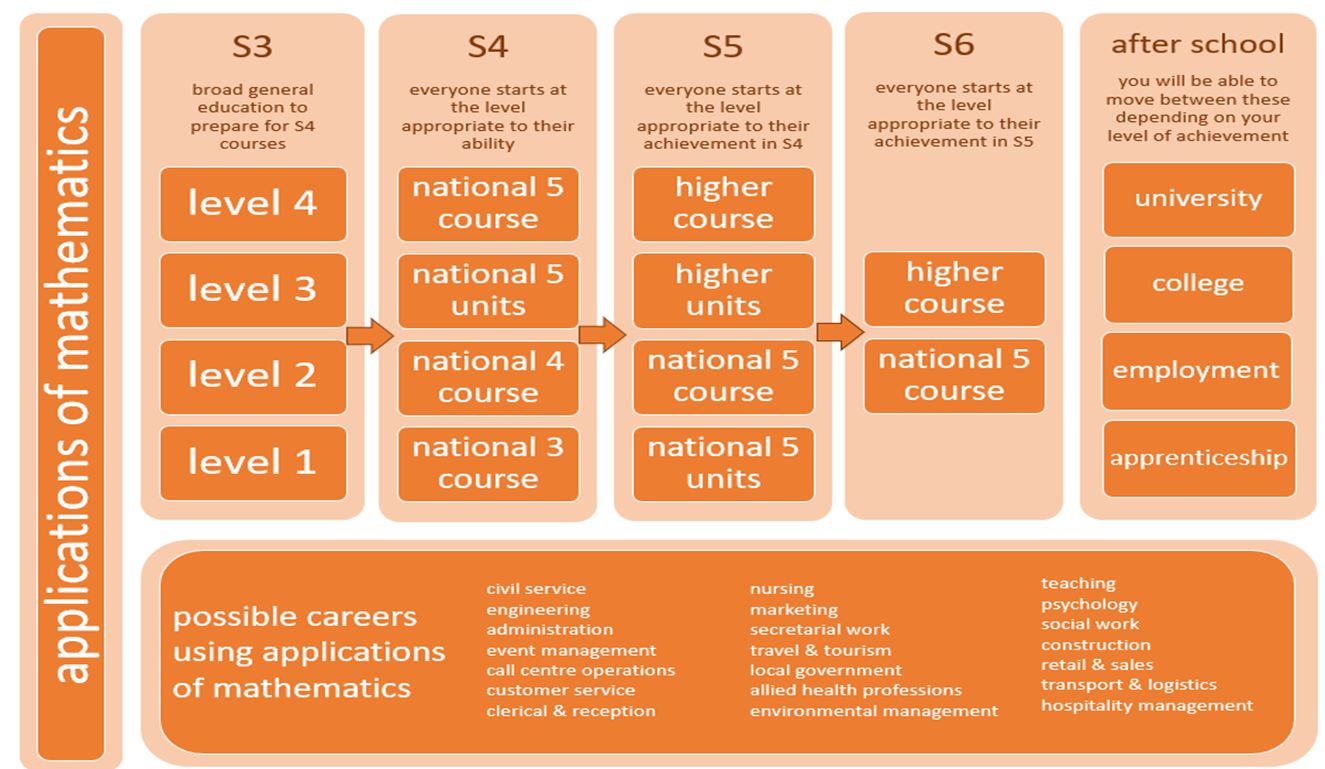 applications of mathematics
S3
broad general
education to
prepare for S4
courses
level 4
level 3
level 2
level 1
S4
everyone starts at
the level
appropriate to their
ability
national 5
course
national 5
units
national 4
course
national 3
course
S5
everyone starts at
the level
appropriate to their
achievement in S4
higher
course
higher
units
national 5
course
national 5
units
S6
everyone starts at
the level
appropriate to their
achievement in S5
higher
course
national 5
course
after school
you will be able to
move between these
depending on your
level of achievement
university
college
employment
apprenticeship
possible careers
using applications
of mathematics
civil service
engineering
administration
event management
call centre operations
customer service
clerical & reception
nursing
marketing
secretarial work
travel & tourism
local government
allied health professions
environmental management
teaching
psychology
social work
construction
retail & sales
transport & logistics
hospitality management